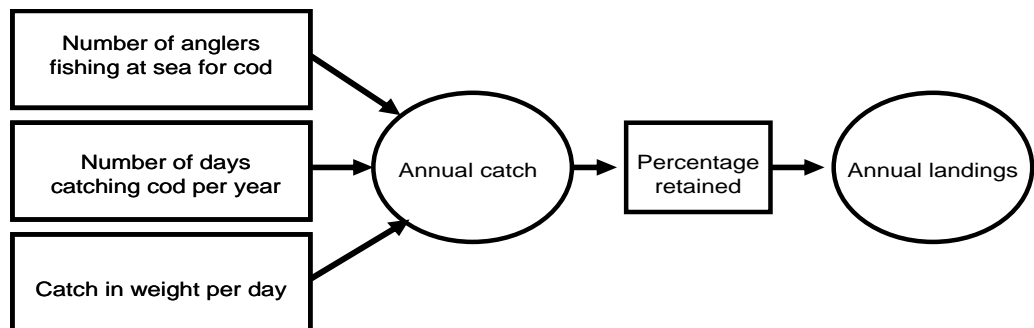 Number of anglers
fishing at sea for cod
Number of days
catching cod per year
Catch in weight per day
Annual catch
Percentage
retained
Annual landings